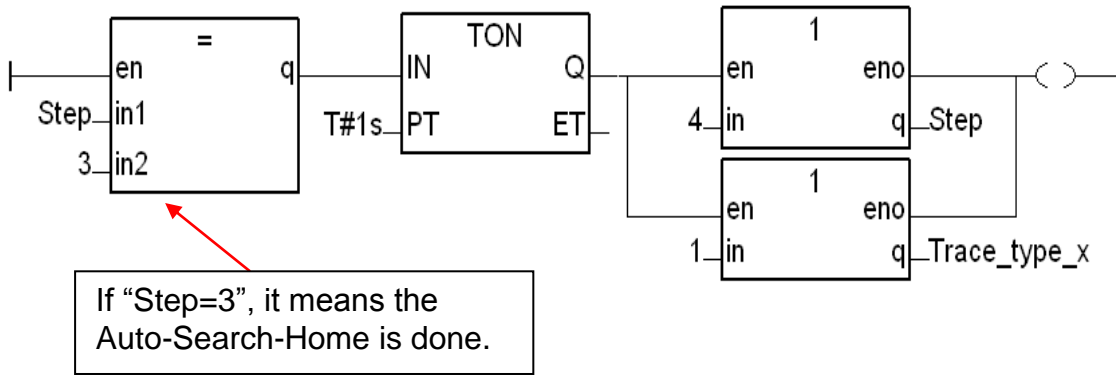 = TON 1
en q IN Q en eno
Step in1 T#1s PT ET 4 in q Step
3 in2
1
en eno
1 in q Trace_type_x
If “Step=3”, it means the
Auto-Search-Home is done.